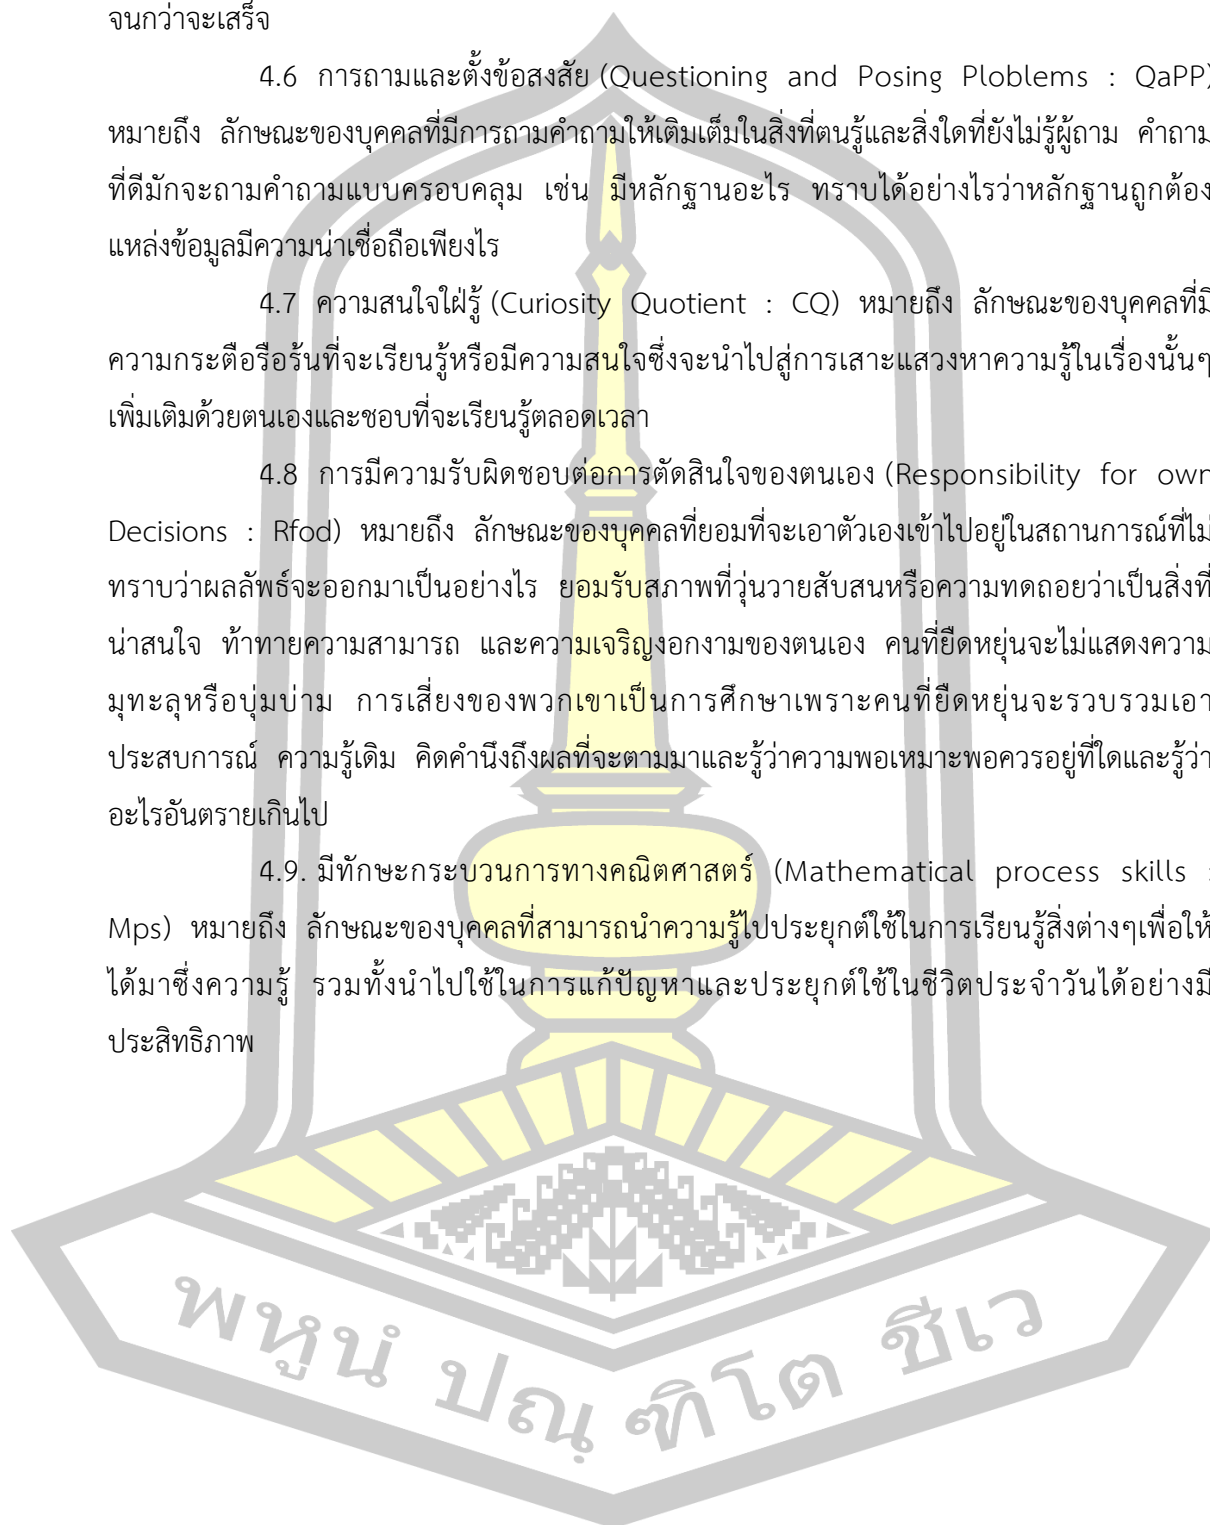 จนกว่าจะเสร็จ
4.6 การถามและตั้งข้อสงสัย (Questioning and Posing Ploblems : QaPP)
หมายถึง ลักษณะของบุคคลที่มีการถามคำถามให้เติมเต็มในสิ่งที่ตนรู้และสิ่งใดที่ยังไม่รู้ผู้ถาม คำถาม
ที่ดีมักจะถามคำถามแบบครอบคลุม เช่น มีหลักฐานอะไร ทราบได้อย่างไรว่าหลักฐานถูกต้อง
แหล่งข้อมูลมีความน่าเชื่อถือเพียงไร
4.7 ความสนใจใฝ่รู้ (Curiosity Quotient : CQ) หมายถึง ลักษณะของบุคคลที่มี
ความกระตือรือร้นที่จะเรียนรู้หรือมีความสนใจซึ่งจะนำไปสู่การเสาะแสวงหาความรู้ในเรื่องนั้นๆ
เพิ่มเติมด้วยตนเองและชอบที่จะเรียนรู้ตลอดเวลา
4.8 การมีความรับผิดชอบต่อการตัดสินใจของตนเอง (Responsibility for own
Decisions : Rfod) หมายถึง ลักษณะของบุคคลที่ยอมที่จะเอาตัวเองเข้าไปอยู่ในสถานการณ์ที่ไม่
ทราบว่าผลลัพธ์จะออกมาเป็นอย่างไร ยอมรับสภาพที่วุ่นวายสับสนหรือความทดถอยว่าเป็นสิ่งที่
น่าสนใจ ท้าทายความสามารถ และความเจริญงอกงามของตนเอง คนที่ยืดหยุ่นจะไม่แสดงความ
มุทะลุหรือบุ่มบ่าม การเสี่ยงของพวกเขาเป็นการศึกษาเพราะคนที่ยืดหยุ่นจะรวบรวมเอา
ประสบการณ์ ความรู้เดิม คิดคำนึงถึงผลที่จะตามมาและรู้ว่าความพอเหมาะพอควรอยู่ที่ใดและรู้ว่า
อะไรอันตรายเกินไป
4.9. มีทักษะกระบวนการทางคณิตศาสตร์ (Mathematical process skills :
Mps) หมายถึง ลักษณะของบุคคลที่สามารถนำความรู้ไปประยุกต์ใช้ในการเรียนรู้สิ่งต่างๆเพื่อให้
ได้มาซึ่งความรู้ รวมทั้งนำไปใช้ในการแก้ปัญหาและประยุกต์ใช้ในชีวิตประจำวันได้อย่างมี
ประสิทธิภาพ
พหูนํ ปณฺฑิโต ชีเว